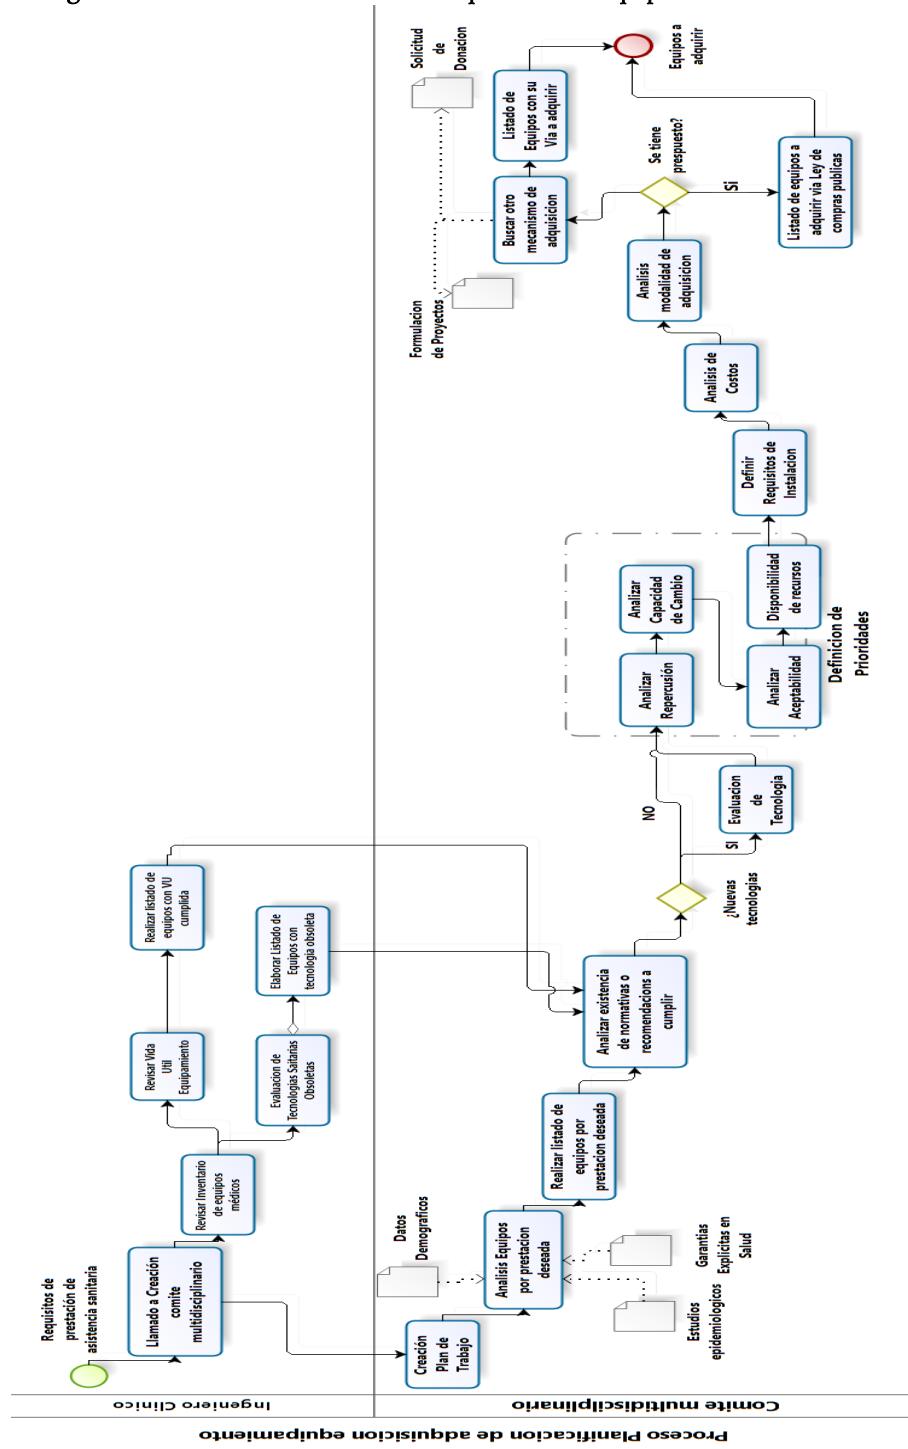 Proceso Planificacion de adquisicion equipamiento
Ingeniero Clinico
Requisitos de
prestación de
asistencia sanitaria
Llamado a Creación
comite
multidisciplinario
Revisar Inventario
de equipos
médicos
Revisar Vida
Util
Equipamiento
Realizar listado de
equipos con VU
cumplida
Evaluacion de
Tecnologias Saitarias
Obsoletas
Elaborar Listado de
Equipos con
tecnologia obsoleta
Comite multidisciplinario
Creación
Plan de
Trabajo
Datos
Demograficos
Analisis Equipos
por prestacion
deseada
Estudios
epidemiologicos
Garantias
Explicitas en
Salud
Realizar listado de
equipos por
prestacion deseada
Analizar existencia
de normativas o
recomendacions a
cumplir
¿Nuevas
tecnologias
NO
SI
Evaluacion
de
Tecnologia
Analizar
Repercusión
Analizar
Capacidad
de Cambio
Analizar
Aceptabilidad
Disponibilidad
de recursos
Definicion de
Prioridades
Definir
Requisitos de
Instalacion
Analisis de
Costos
Analisis
modalidad de
adquisicion
Se tiene
prespuesto?
Si
Buscar otro
mecanismo de
adquisicion
Formulacion
de Proyectos
Solicitud
de
Donacion
Listado de
Equipos con su
Via a adquirir
Listado de equipos a
adquirir via Ley de
compras publicas
Equipos a
adquirir